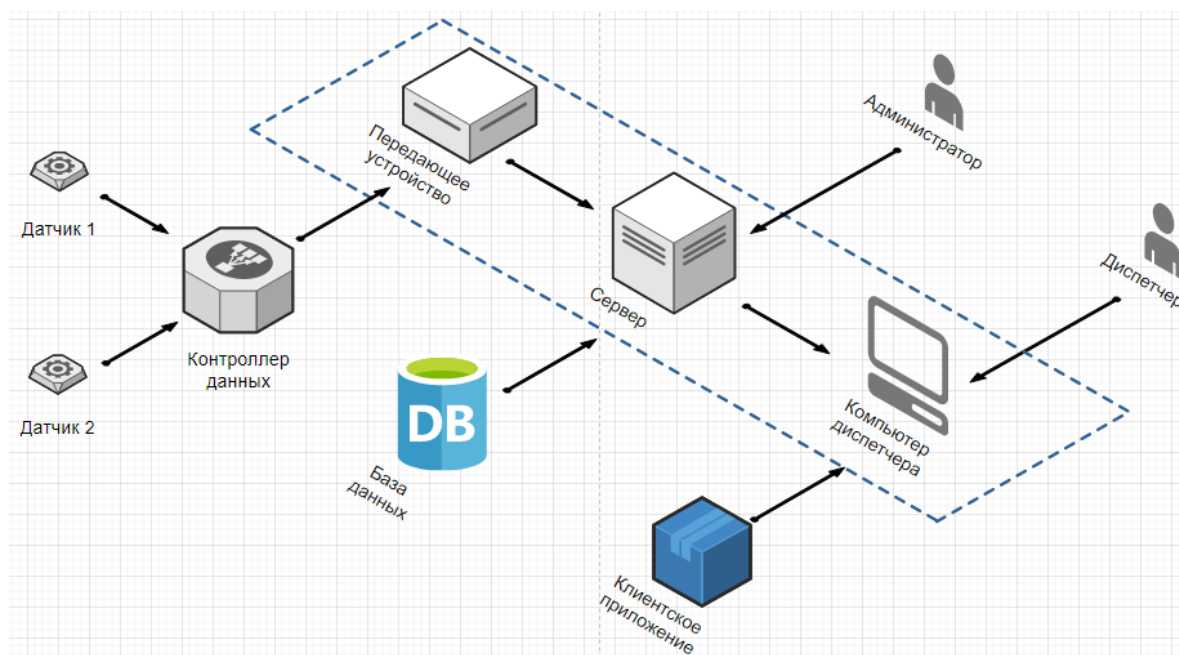 Администратор
Передающее
устройство
Датчик 1
Диспетчер
Сервер
Контроллер
данных
Датчик 2
DB
База
данных
Компьютер
диспетчера
Клиентское
приложение